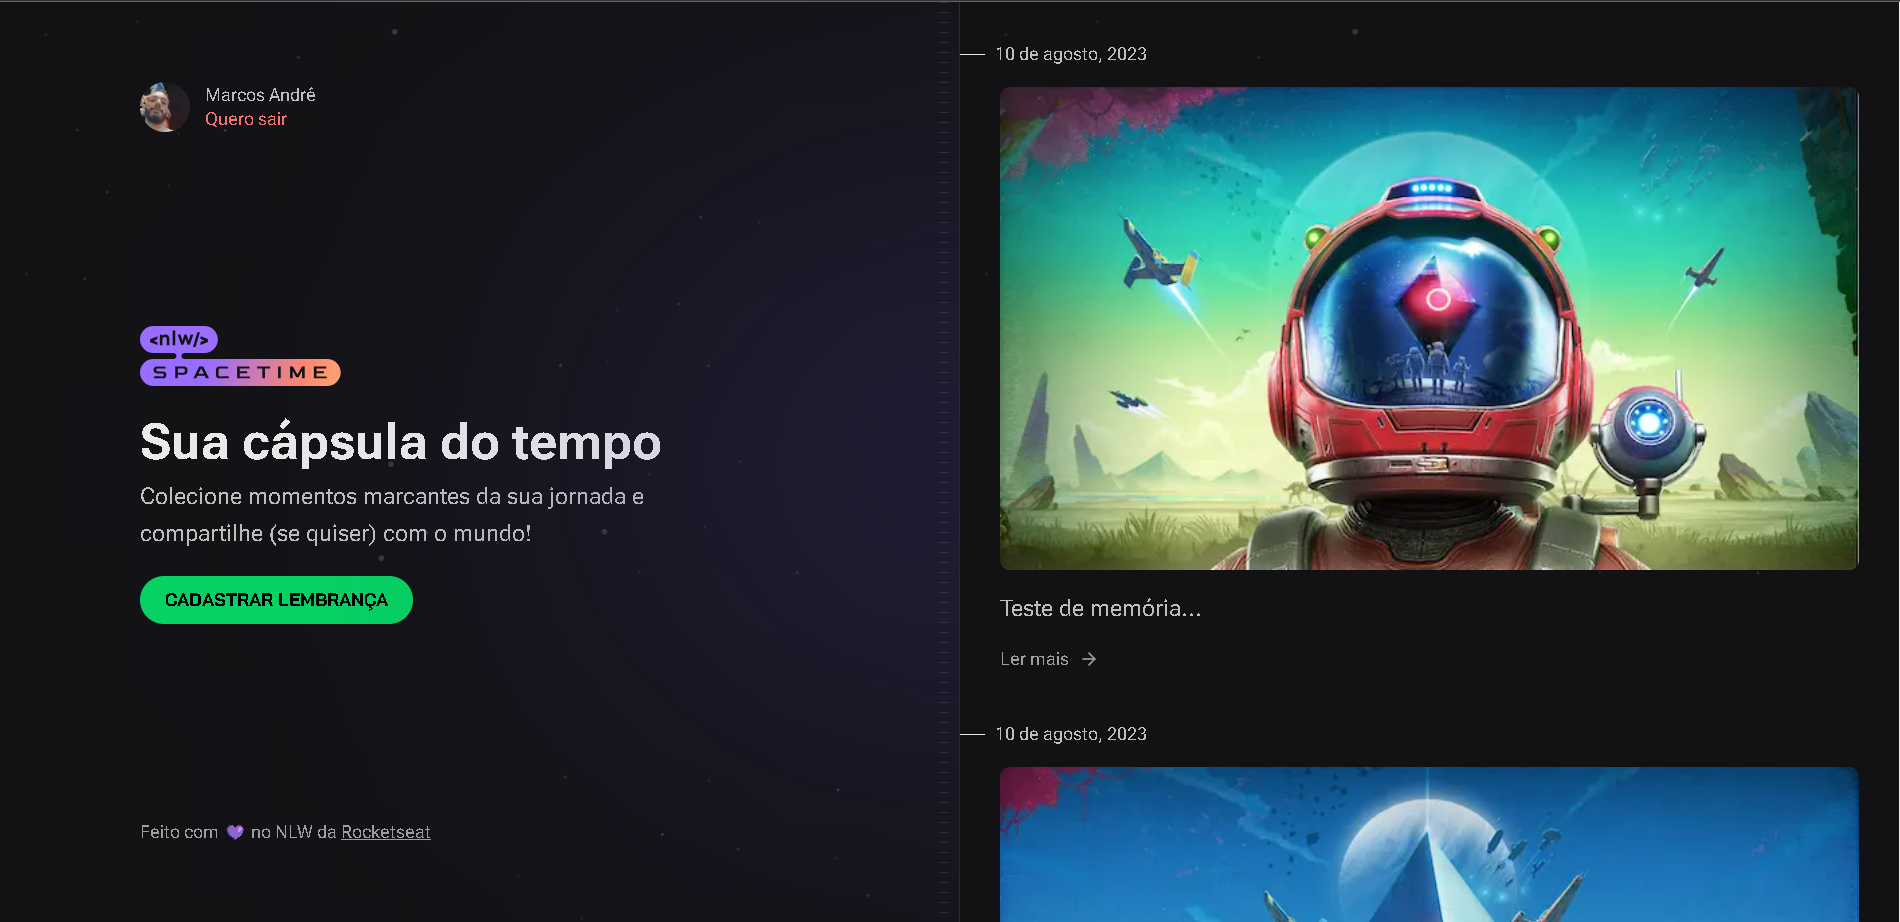 Marcos André
Quero sair
<nlw/>
SPACETIME
Sua cápsula do tempo
Colecione momentos marcantes da sua jornada e
compartilhe (se quiser) com o mundo!
CADASTRAR LEMBRANÇA
Feito com 💜 no NLW da Rocketseat
10 de agosto, 2023
Teste de memória...
Ler mais →
10 de agosto, 2023